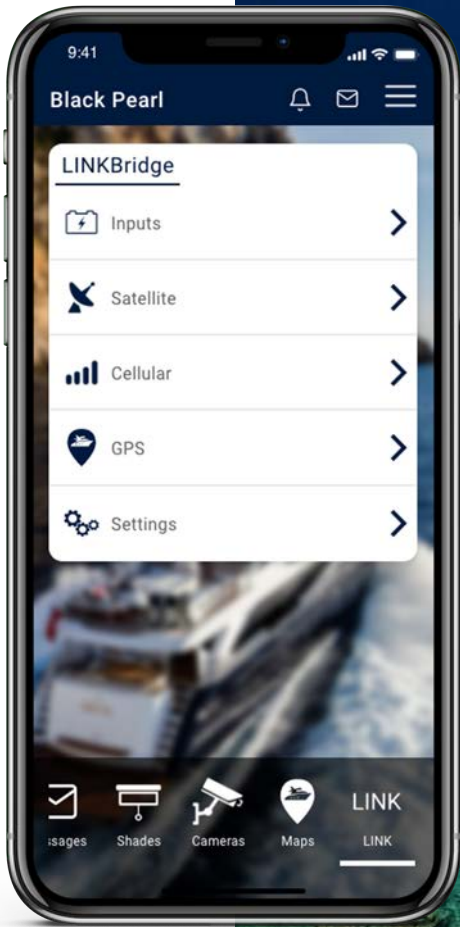 9:41
Black Pearl
LINKBridge
Inputs
Satellite
Cellular
GPS
Settings
LINK
ssages Shades Cameras Maps LINK